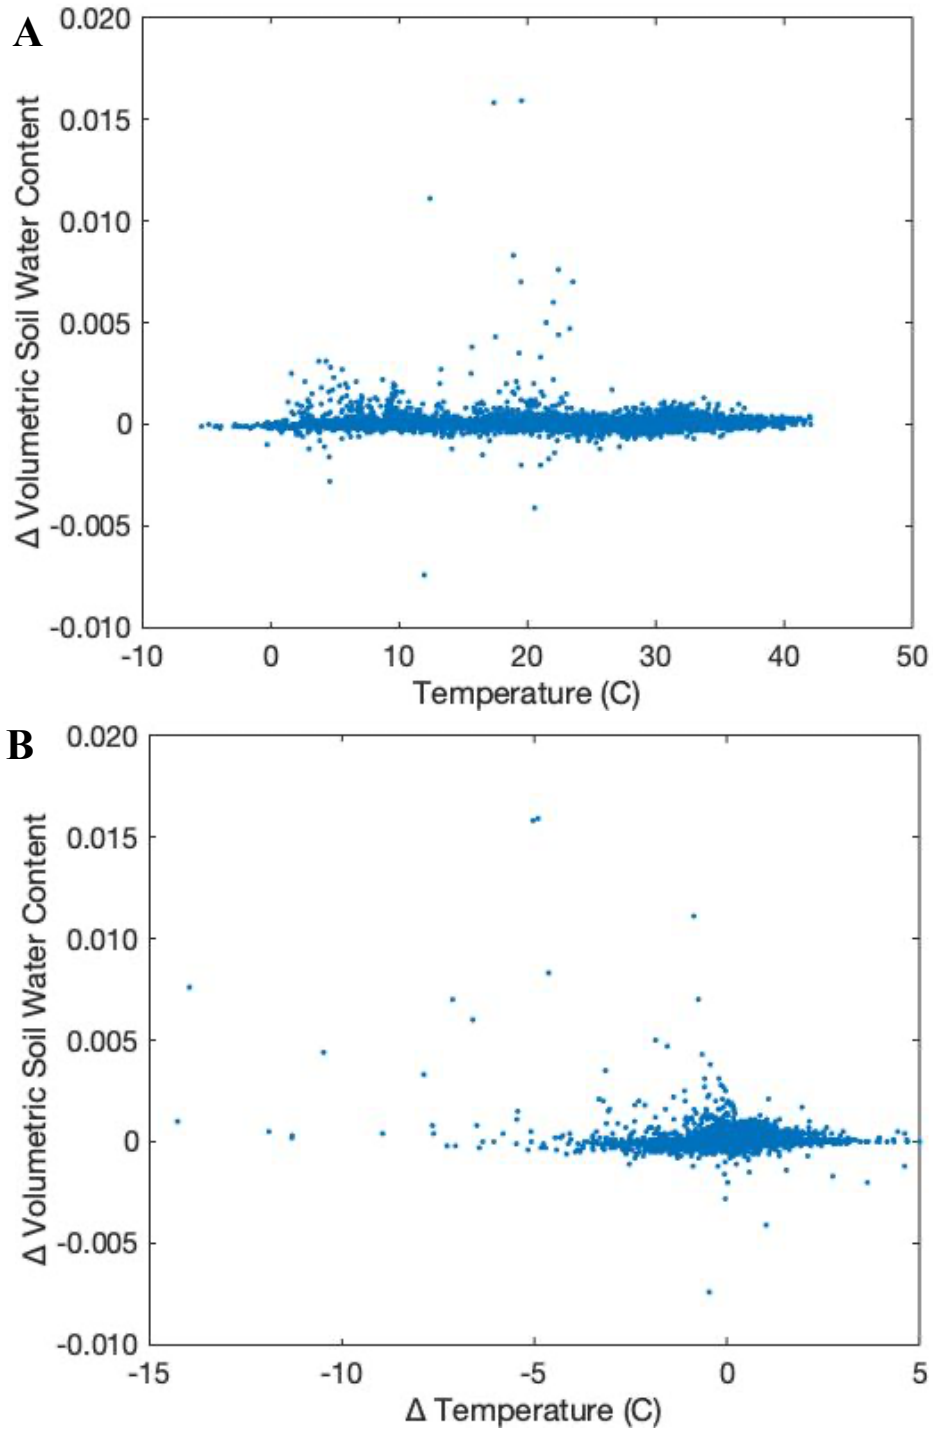 A
0.020
0.015
0.010
0.005
0
-0.005
-0.010
Δ Volumetric Soil Water Content
-10 0 10 20 30 40 50
Temperature (C)
B
0.020
0.015
0.010
0.005
0
-0.005
-0.010
Δ Volumetric Soil Water Content
-15 -10 -5 0 5
Δ Temperature (C)